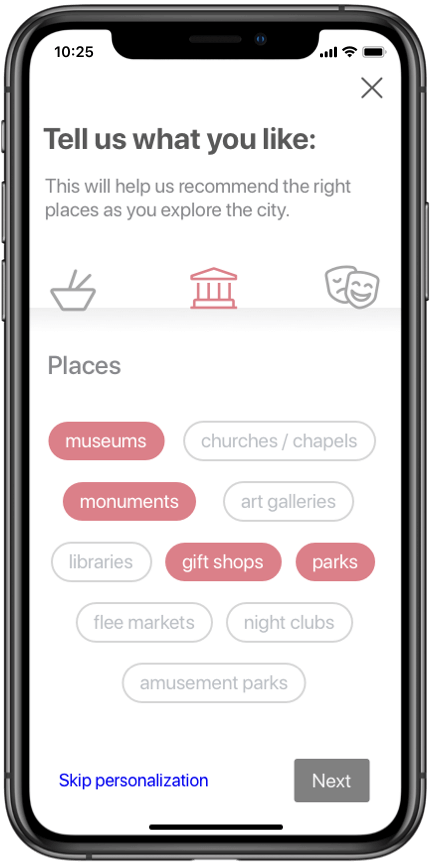 10:25
Tell us what you like:
This will help us recommend the right
places as you explore the city.
Places
museums
churches / chapels
monuments
art galleries
libraries
gift shops
parks
flee markets
night clubs
amusement parks
Skip personalization
Next